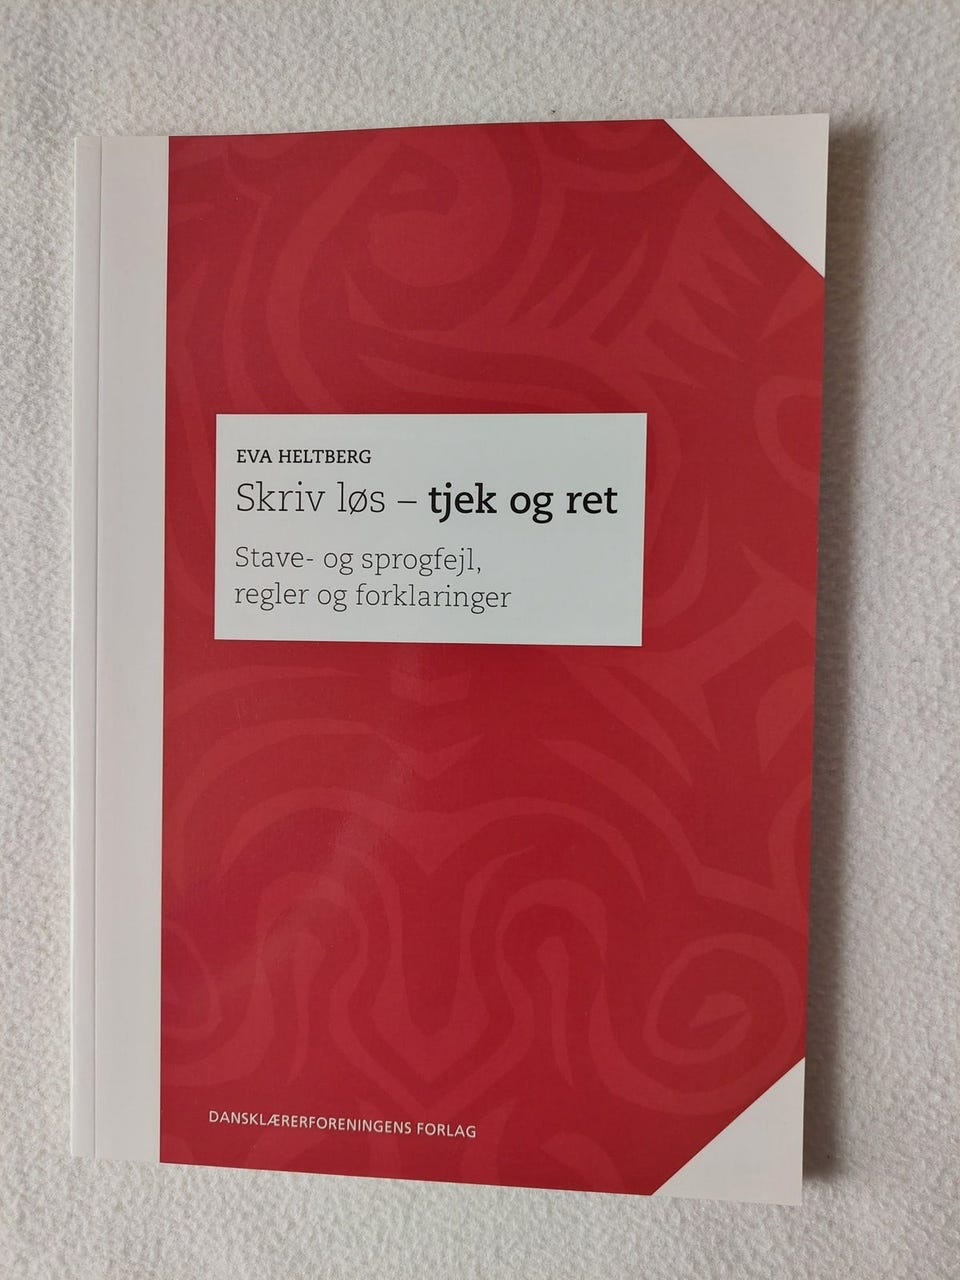 EVA HELTBERG
Skriv løs – tjek og ret
Stave- og sprogfejl,
regler og forklaringer
DANSKLÆRERFORENINGENS FORLAG